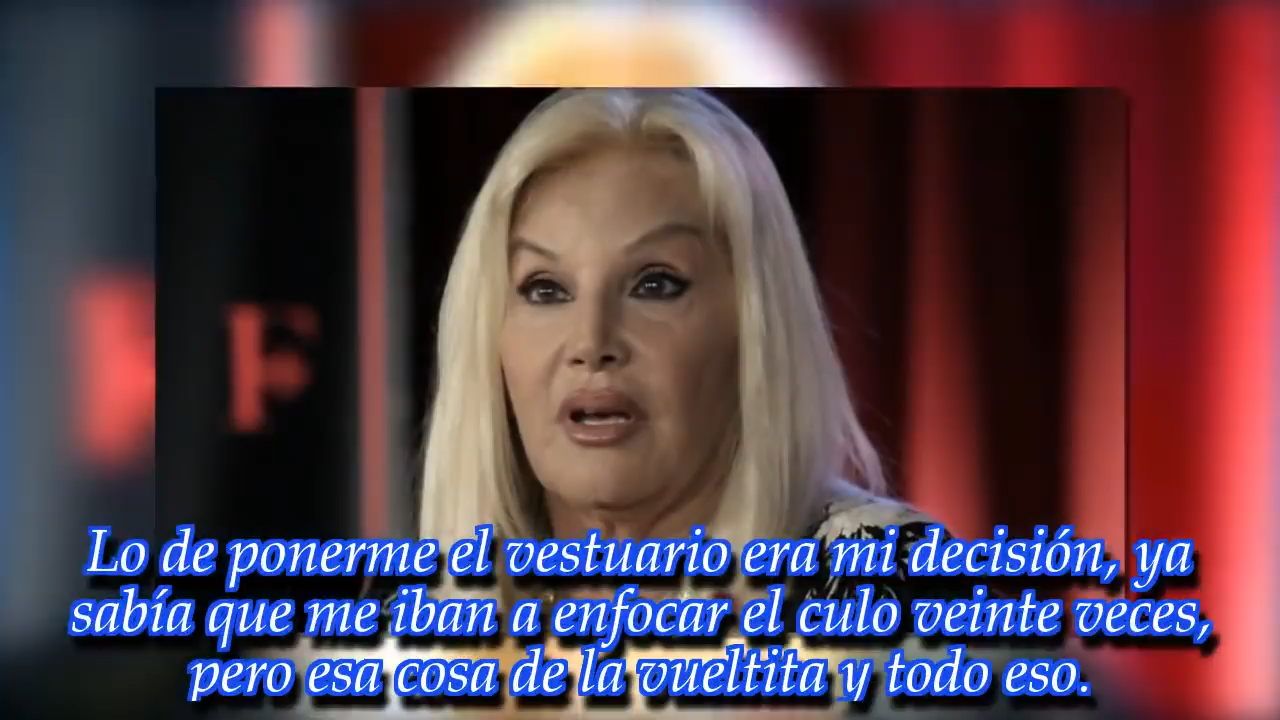 F
Lo de ponerme el vestuario era mi decisión, ya
sabía que me iban a enfocar el culo veinte veces,
pero esa cosa de la vueltita y todo eso.